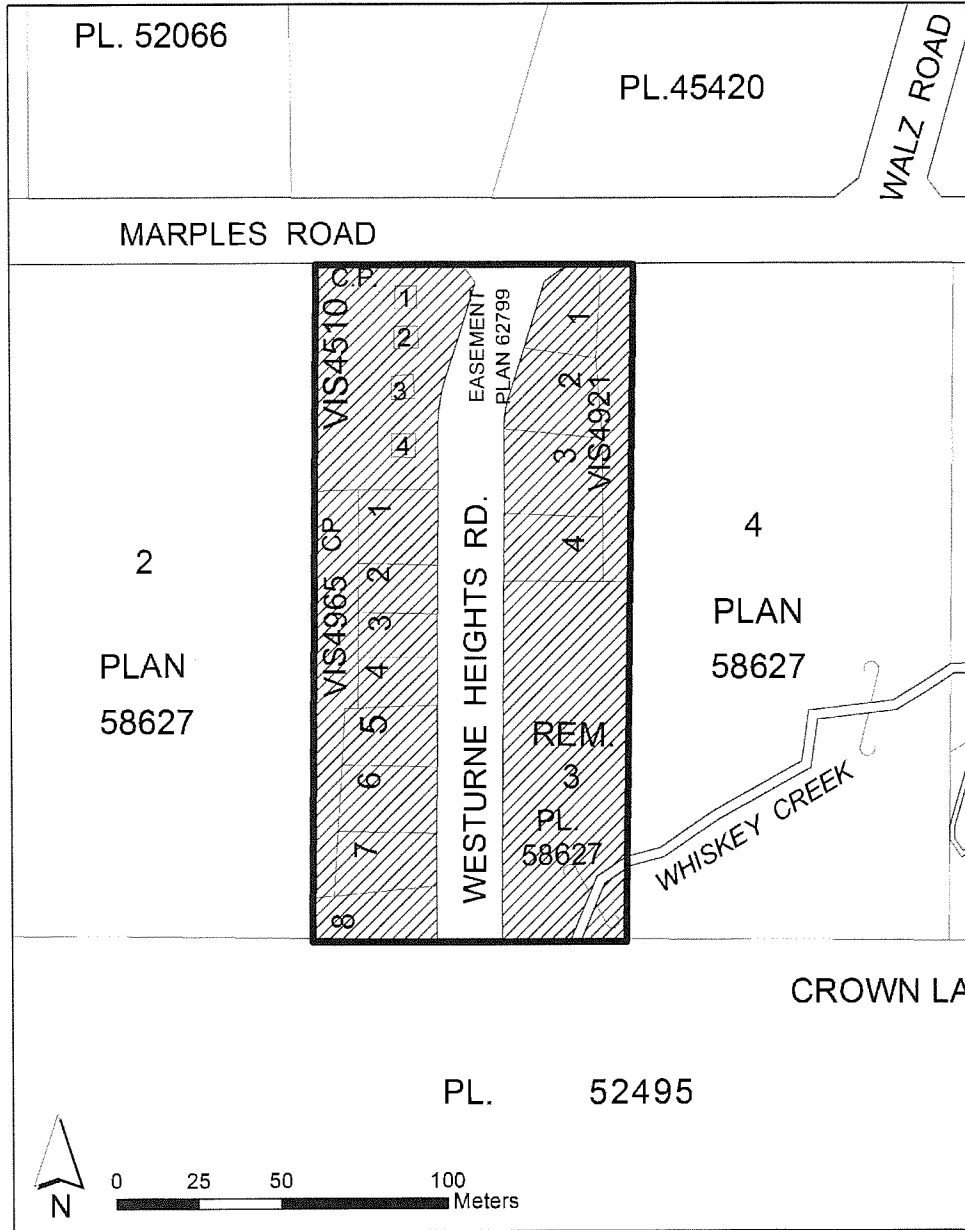 PL. 52066
PL.45420
WALZ ROAD
MARPLES ROAD
C.P.
VIS4510
1
2
3
4
EASEMENT
PLAN 62799
1
2
3
4
VIS4921
VIS4965 CP
1
2
3
4
5
6
7
8
WESTURNE HEIGHTS RD.
REM.
3
PL.
58627
2
PLAN
58627
4
PLAN
58627
WHISKEY CREEK
CROWN LA
PL. 52495
N
0 25 50 100
Meters